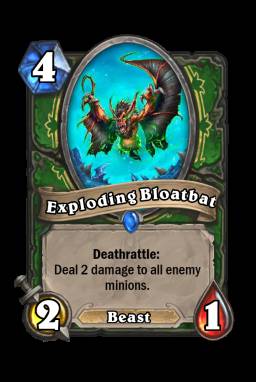 4
Exploding Bloatbat
Deathrattle:
Deal 2 damage to all enemy
minions.
2
Beast
1